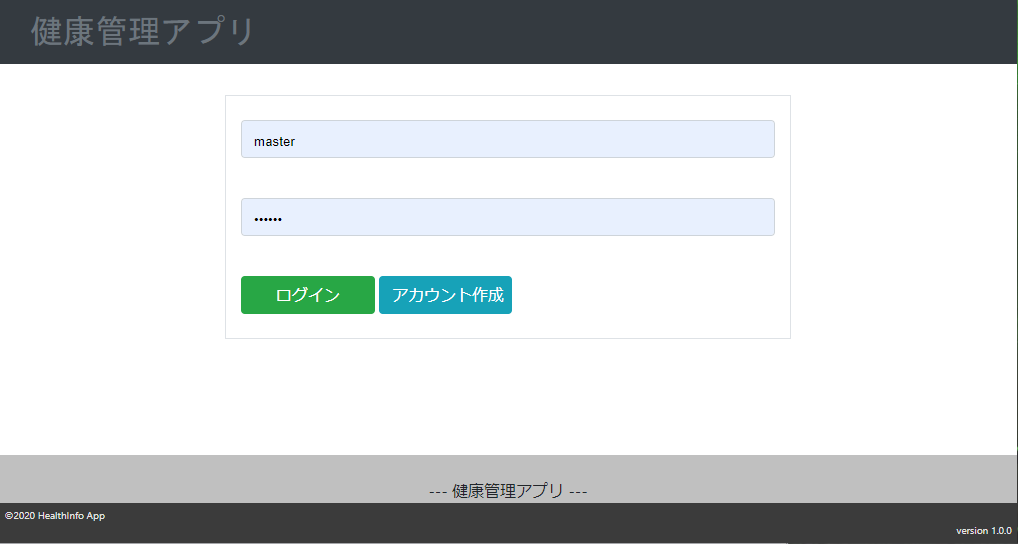 健康管理アプリ
master
••••••
ログイン アカウント作成
--- 健康管理アプリ ---
©2020 HealthInfo App
version 1.0.0